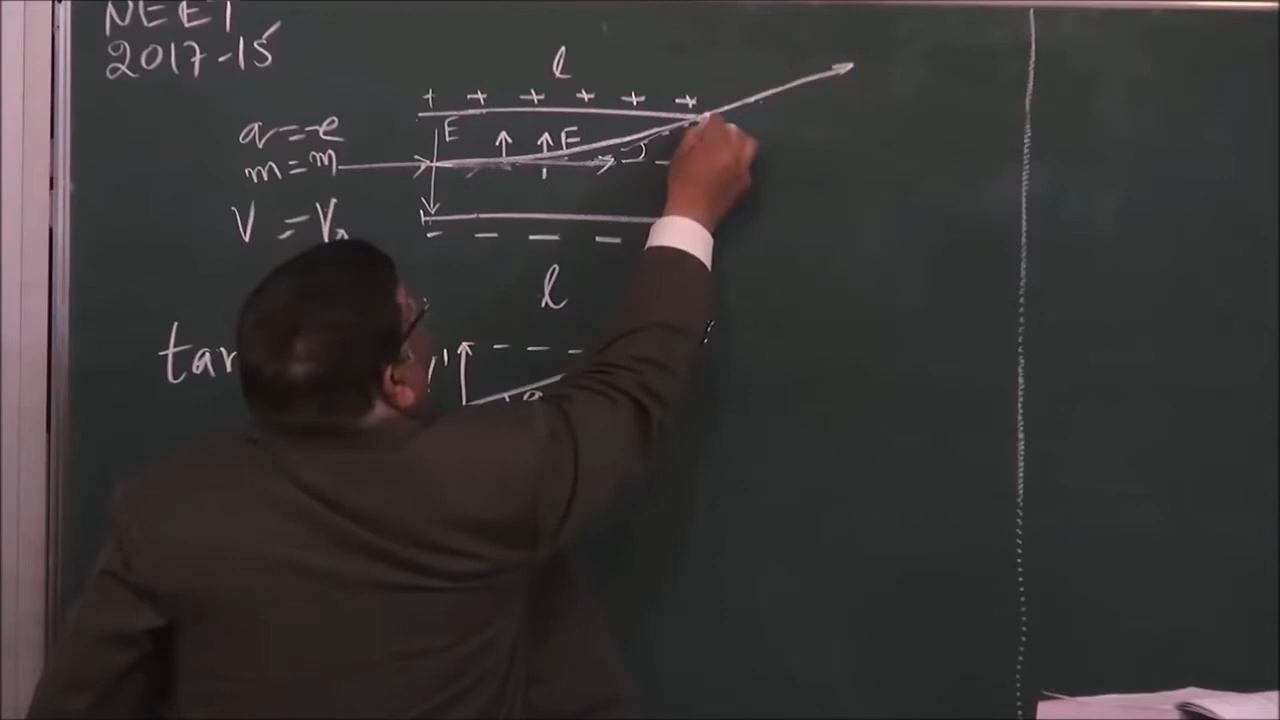 NEET
2017-15
l
+ + + + + +
E
F
q = -e
m = m
V = Vₓ
- - - -
l
tan
θ